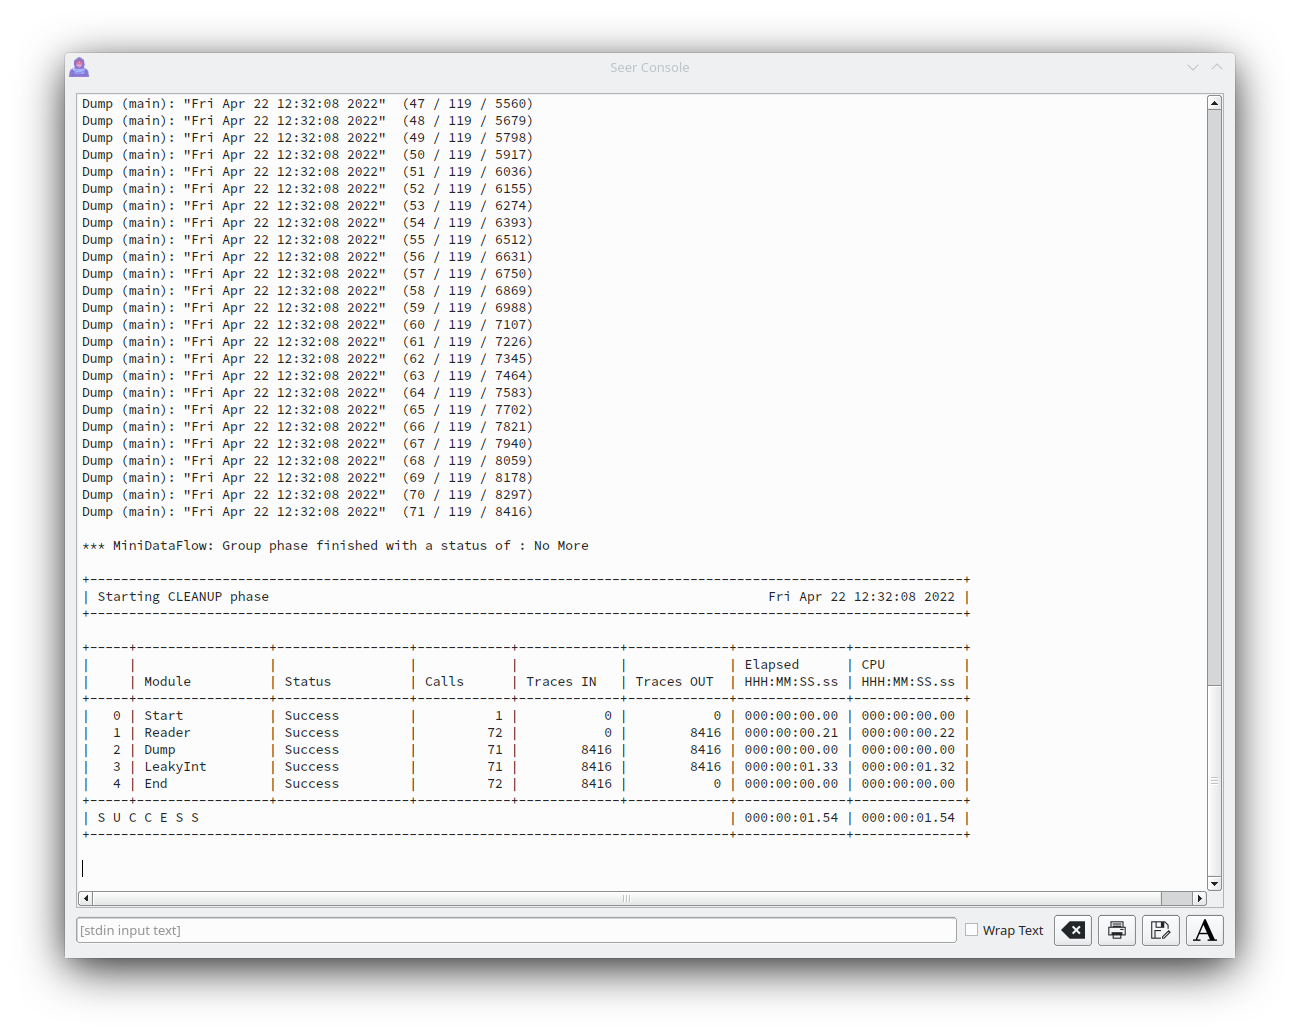 Seer Console
Dump (main): "Fri Apr 22 12:32:08 2022"  (47 / 119 / 5560)
Dump (main): "Fri Apr 22 12:32:08 2022"  (48 / 119 / 5679)
Dump (main): "Fri Apr 22 12:32:08 2022"  (49 / 119 / 5798)
Dump (main): "Fri Apr 22 12:32:08 2022"  (50 / 119 / 5917)
Dump (main): "Fri Apr 22 12:32:08 2022"  (51 / 119 / 6036)
Dump (main): "Fri Apr 22 12:32:08 2022"  (52 / 119 / 6155)
Dump (main): "Fri Apr 22 12:32:08 2022"  (53 / 119 / 6274)
Dump (main): "Fri Apr 22 12:32:08 2022"  (54 / 119 / 6393)
Dump (main): "Fri Apr 22 12:32:08 2022"  (55 / 119 / 6512)
Dump (main): "Fri Apr 22 12:32:08 2022"  (56 / 119 / 6631)
Dump (main): "Fri Apr 22 12:32:08 2022"  (57 / 119 / 6750)
Dump (main): "Fri Apr 22 12:32:08 2022"  (58 / 119 / 6869)
Dump (main): "Fri Apr 22 12:32:08 2022"  (59 / 119 / 6988)
Dump (main): "Fri Apr 22 12:32:08 2022"  (60 / 119 / 7107)
Dump (main): "Fri Apr 22 12:32:08 2022"  (61 / 119 / 7226)
Dump (main): "Fri Apr 22 12:32:08 2022"  (62 / 119 / 7345)
Dump (main): "Fri Apr 22 12:32:08 2022"  (63 / 119 / 7464)
Dump (main): "Fri Apr 22 12:32:08 2022"  (64 / 119 / 7583)
Dump (main): "Fri Apr 22 12:32:08 2022"  (65 / 119 / 7702)
Dump (main): "Fri Apr 22 12:32:08 2022"  (66 / 119 / 7821)
Dump (main): "Fri Apr 22 12:32:08 2022"  (67 / 119 / 7940)
Dump (main): "Fri Apr 22 12:32:08 2022"  (68 / 119 / 8059)
Dump (main): "Fri Apr 22 12:32:08 2022"  (69 / 119 / 8178)
Dump (main): "Fri Apr 22 12:32:08 2022"  (70 / 119 / 8297)
Dump (main): "Fri Apr 22 12:32:08 2022"  (71 / 119 / 8416)
*** MiniDataFlow: Group phase finished with a status of : No More
+----------------------------------------------------------------------------------------------------------------+
| Starting CLEANUP phase                                                                Fri Apr 22 12:32:08 2022 |
+----------------------------------------------------------------------------------------------------------------+
+-----+-----------------+-----------------+------------+-------------+-------------+--------------+--------------+
|     |                 |                 |            |             |             | Elapsed      | CPU          |
|     | Module          | Status          | Calls      | Traces IN   | Traces OUT  | HHH:MM:SS.ss | HHH:MM:SS.ss |
+-----+-----------------+-----------------+------------+-------------+-------------+--------------+--------------+
|   0 | Start           | Success         |          1 |           0 |           0 | 000:00:00.00 | 000:00:00.00 |
|   1 | Reader          | Success         |         72 |           0 |        8416 | 000:00:00.21 | 000:00:00.22 |
|   2 | Dump            | Success         |         71 |        8416 |        8416 | 000:00:00.00 | 000:00:00.00 |
|   3 | LeakyInt        | Success         |         71 |        8416 |        8416 | 000:00:01.33 | 000:00:01.32 |
|   4 | End             | Success         |         72 |        8416 |           0 | 000:00:00.00 | 000:00:00.00 |
+-----+-----------------+-----------------+------------+-------------+-------------+--------------+--------------+
| S U C C E S S                                                                    | 000:00:01.54 | 000:00:01.54 |
+----------------------------------------------------------------------------------+--------------+--------------+
[stdin input text]
Wrap Text
A